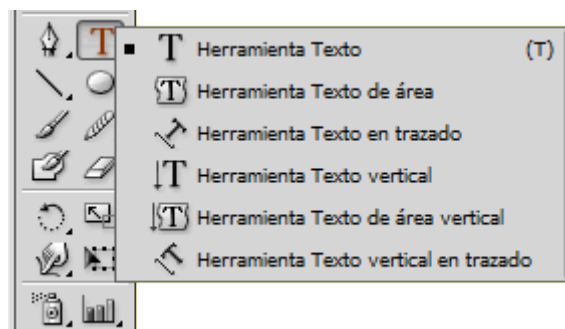 Herramienta Texto (T)
Herramienta Texto de área
Herramienta Texto en trazado
Herramienta Texto vertical
Herramienta Texto de área vertical
Herramienta Texto vertical en trazado